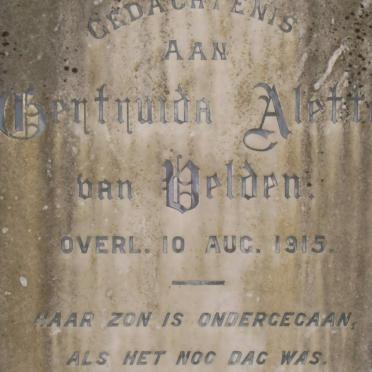 GEDACHTENIS
AAN
Gertruida Alett
van Velden.
OVERL. 10 AUG. 1915.
HAAR ZON IS ONDERGEGAAN,
ALS HET NOG DAG WAS.